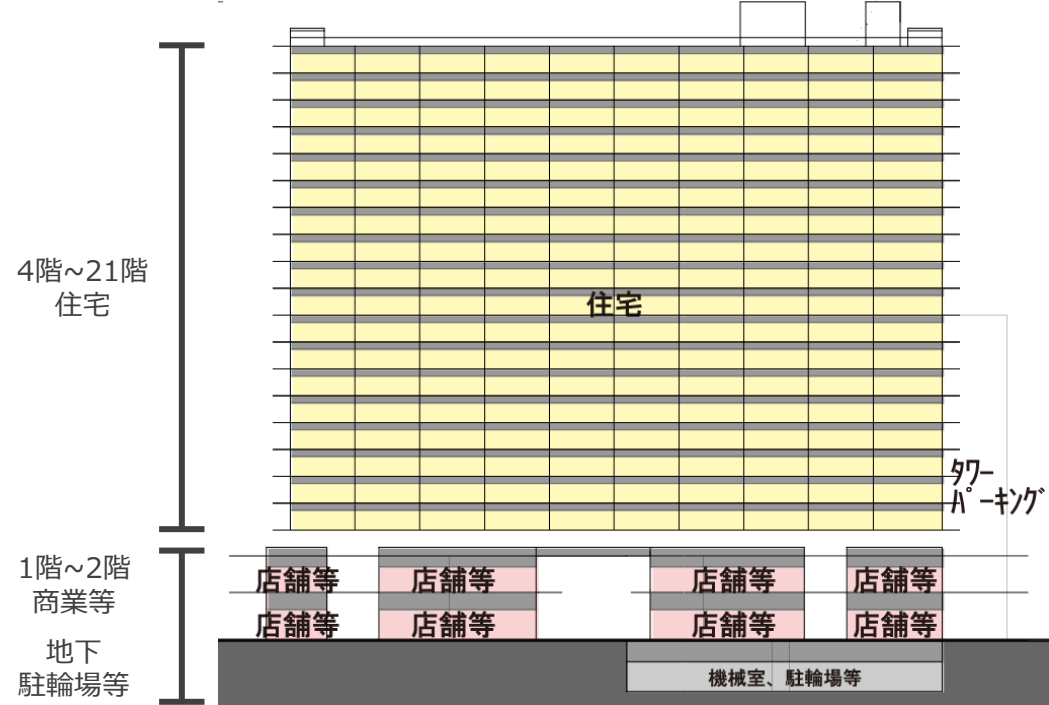 4階~21階
住宅
住宅
タワー
パーキング
1階~2階
商業等
店舗等 店舗等 店舗等 店舗等
店舗等 店舗等 店舗等 店舗等
地下
駐輪場等
機械室、駐輪場等